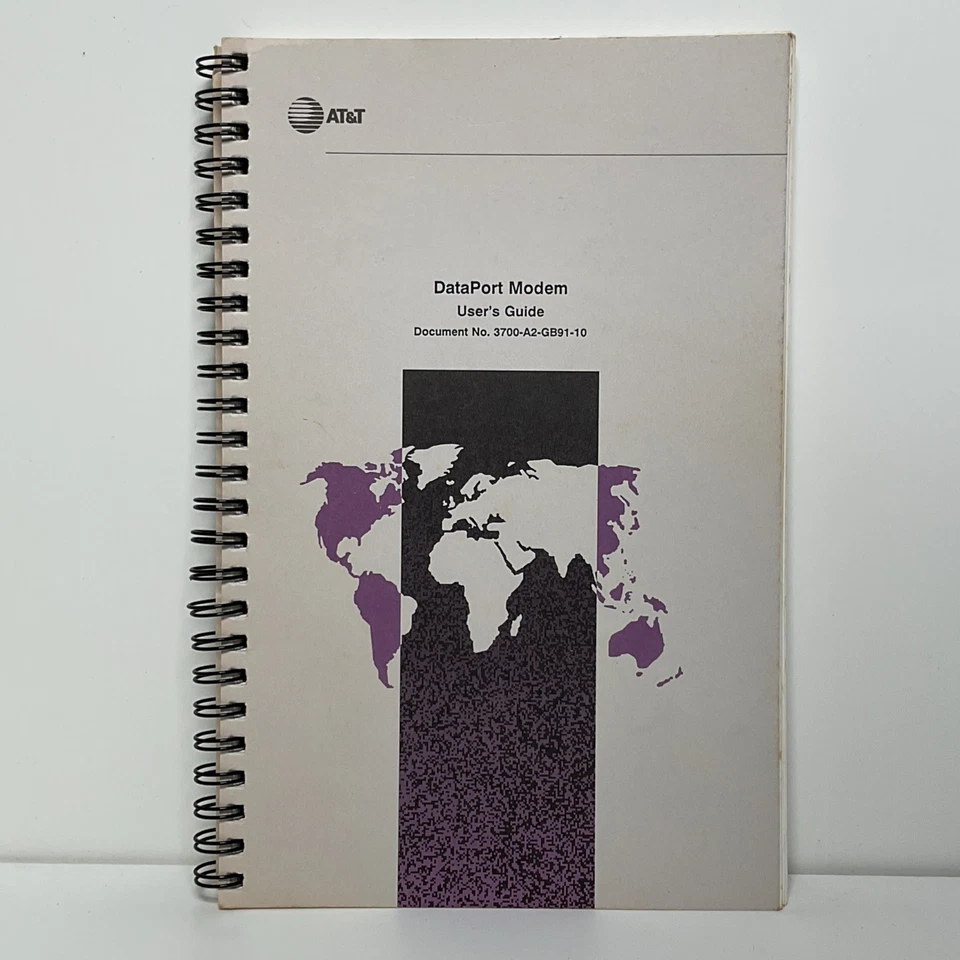 AT&T
DataPort Modem
User's Guide
Document No. 3700-A2-GB91-10